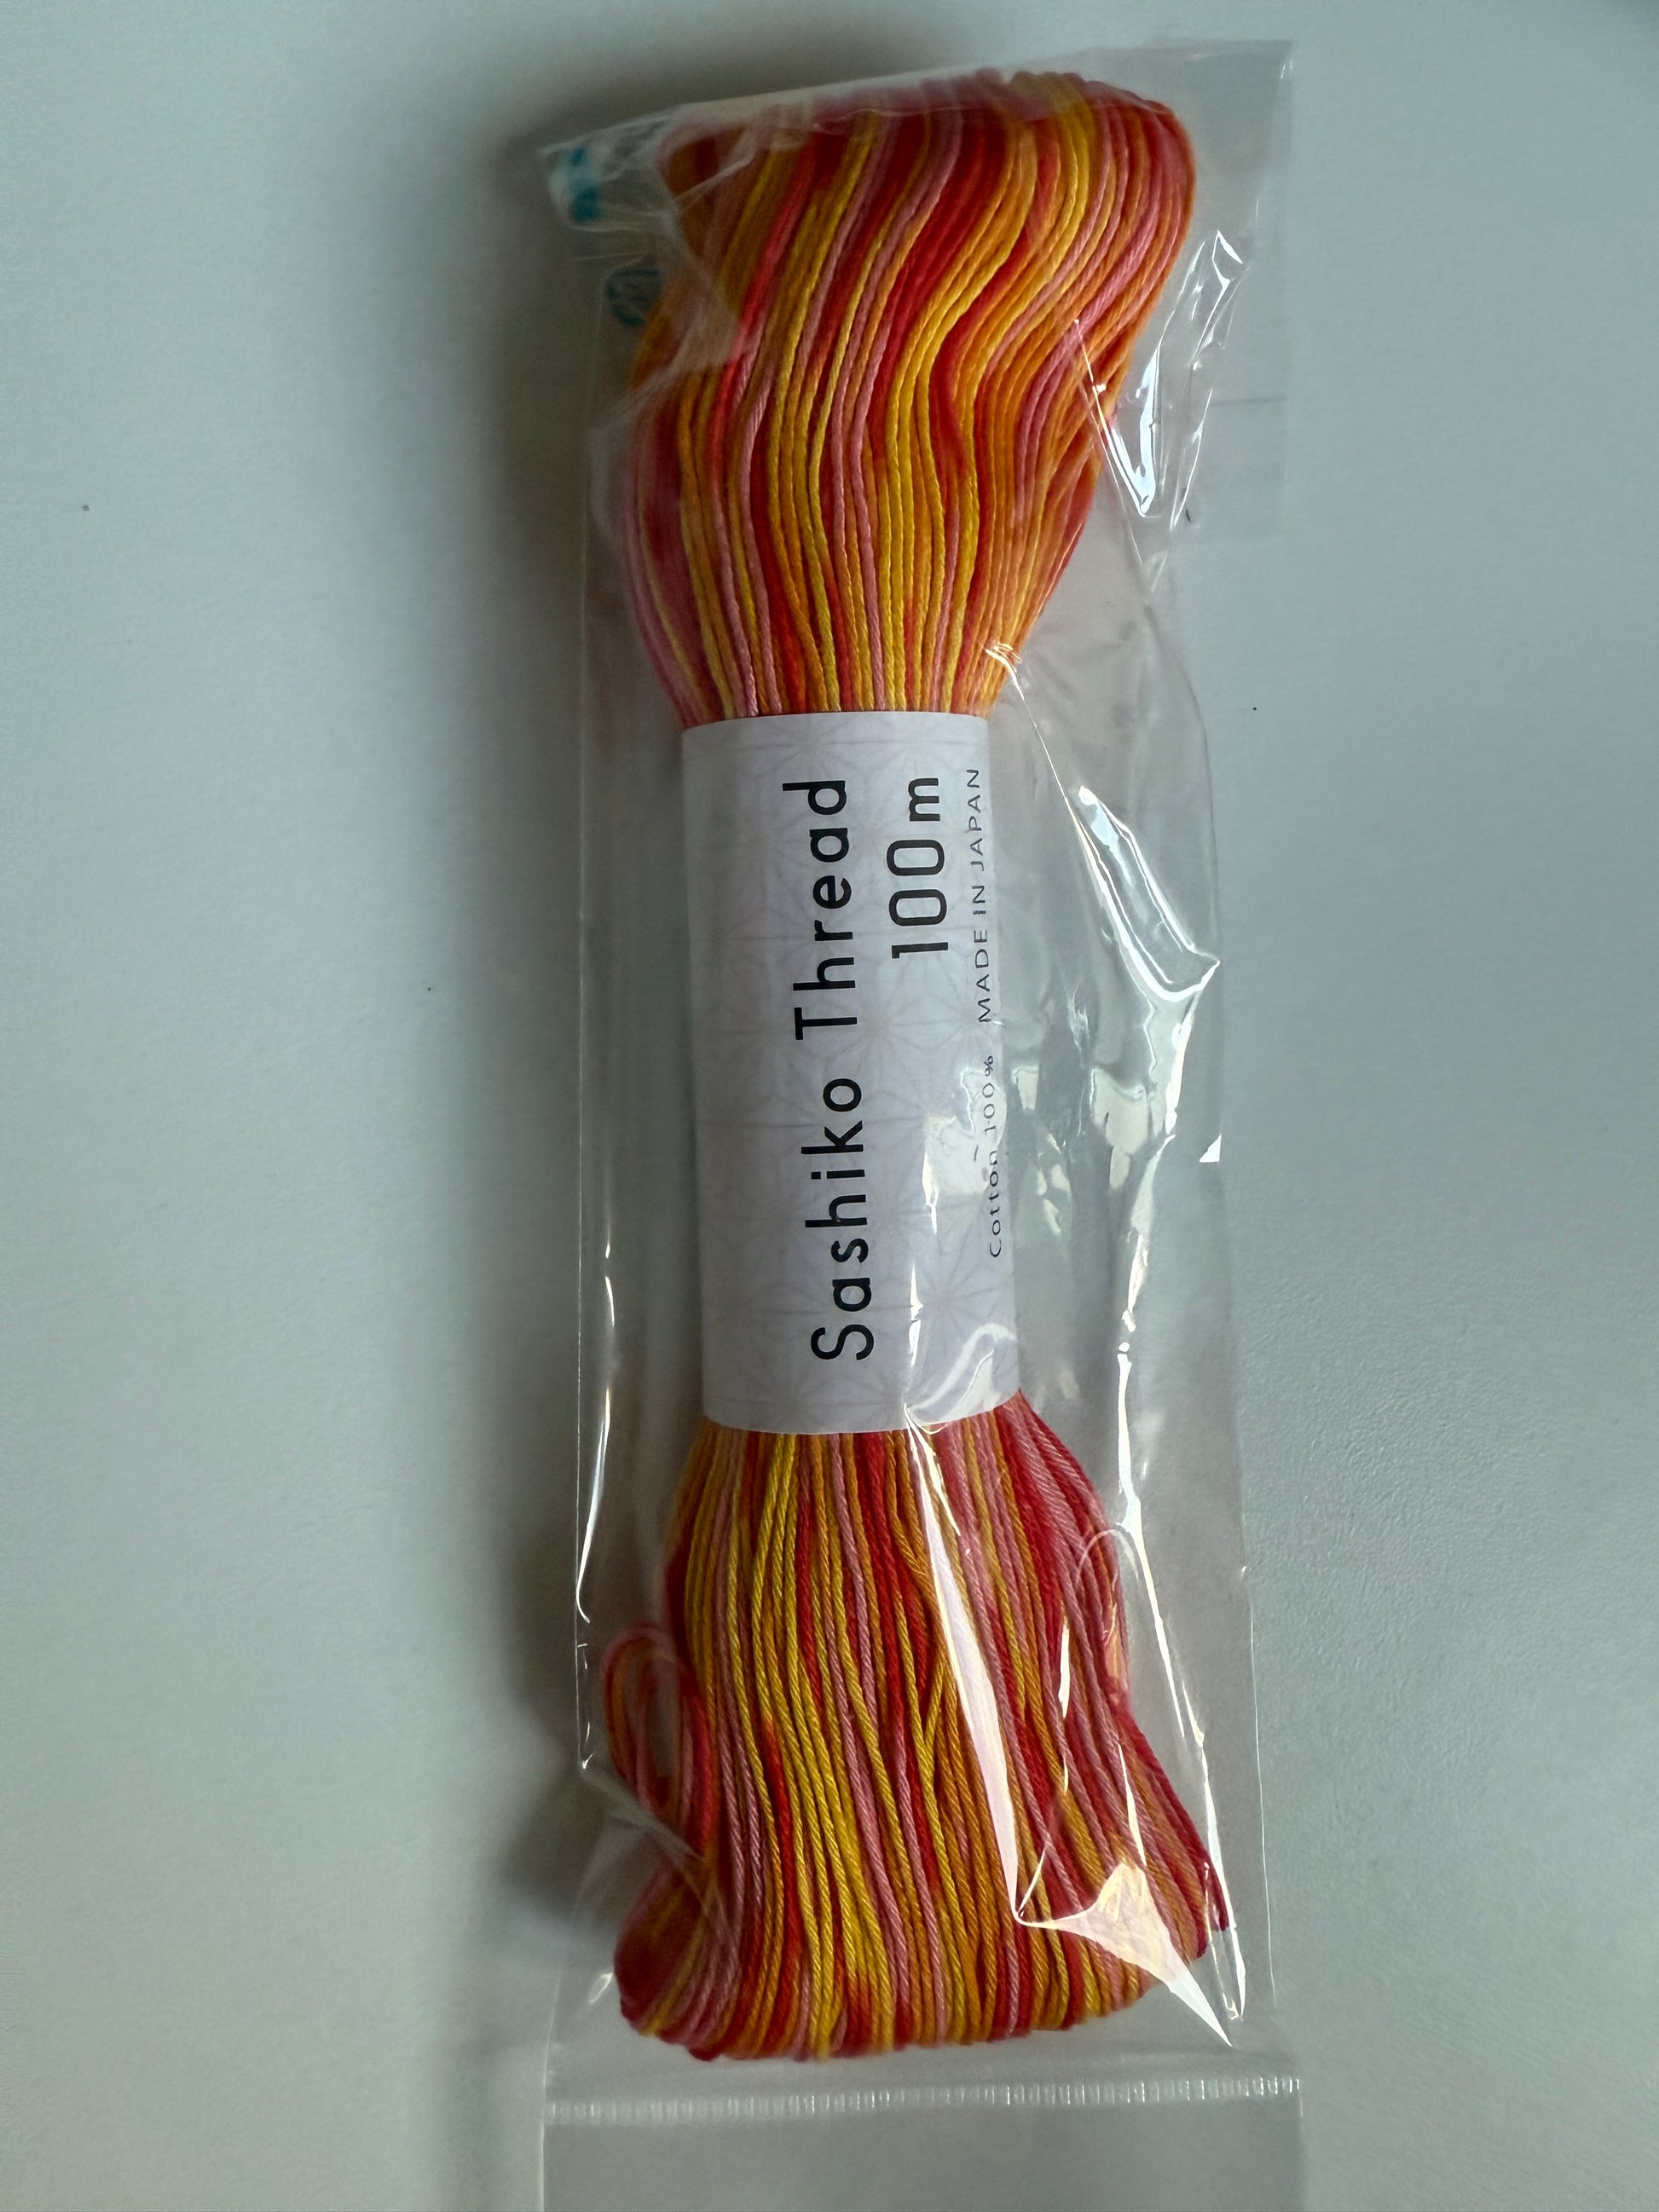 Sashiko Thread
100m
Cotton 100% MADE IN JAPAN